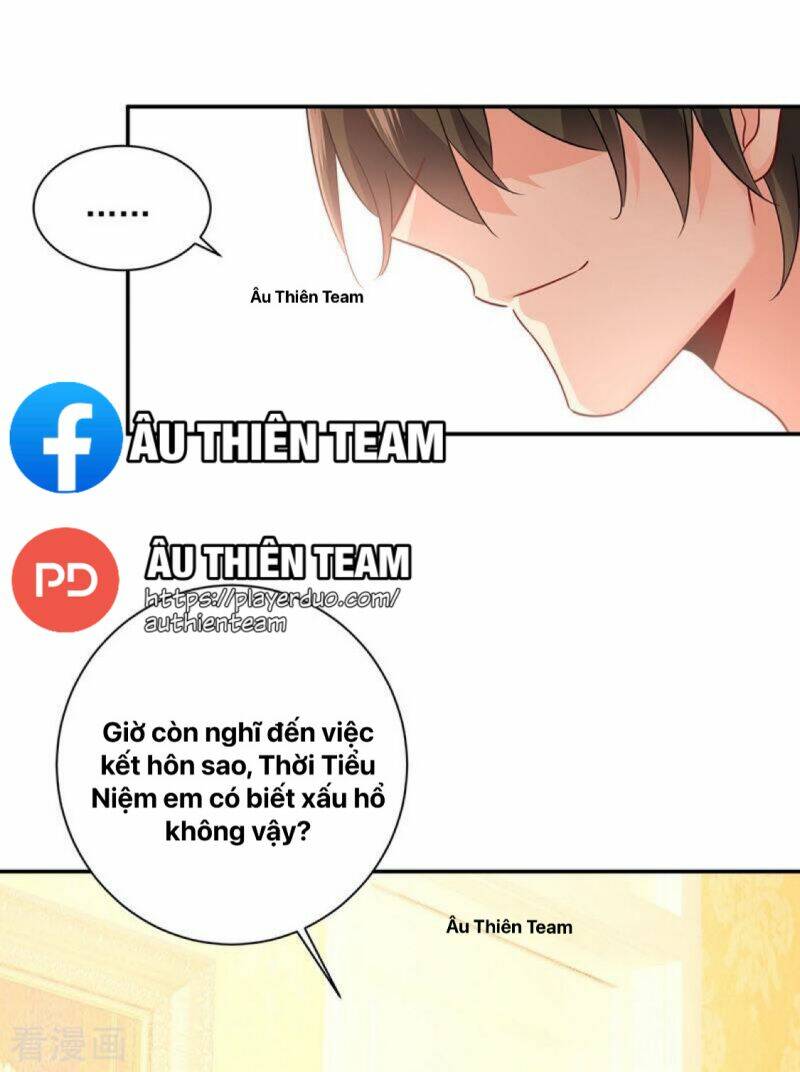 ......
Âu Thiên Team
f ÂU THIÊN TEAM
PD ÂU THIÊN TEAM
https://playerduo.com/
authienteam
Giờ còn nghĩ đến việc
kết hôn sao, Thời Tiểu
Niệm em có biết xấu hổ
không vậy?
Âu Thiên Team
看漫画